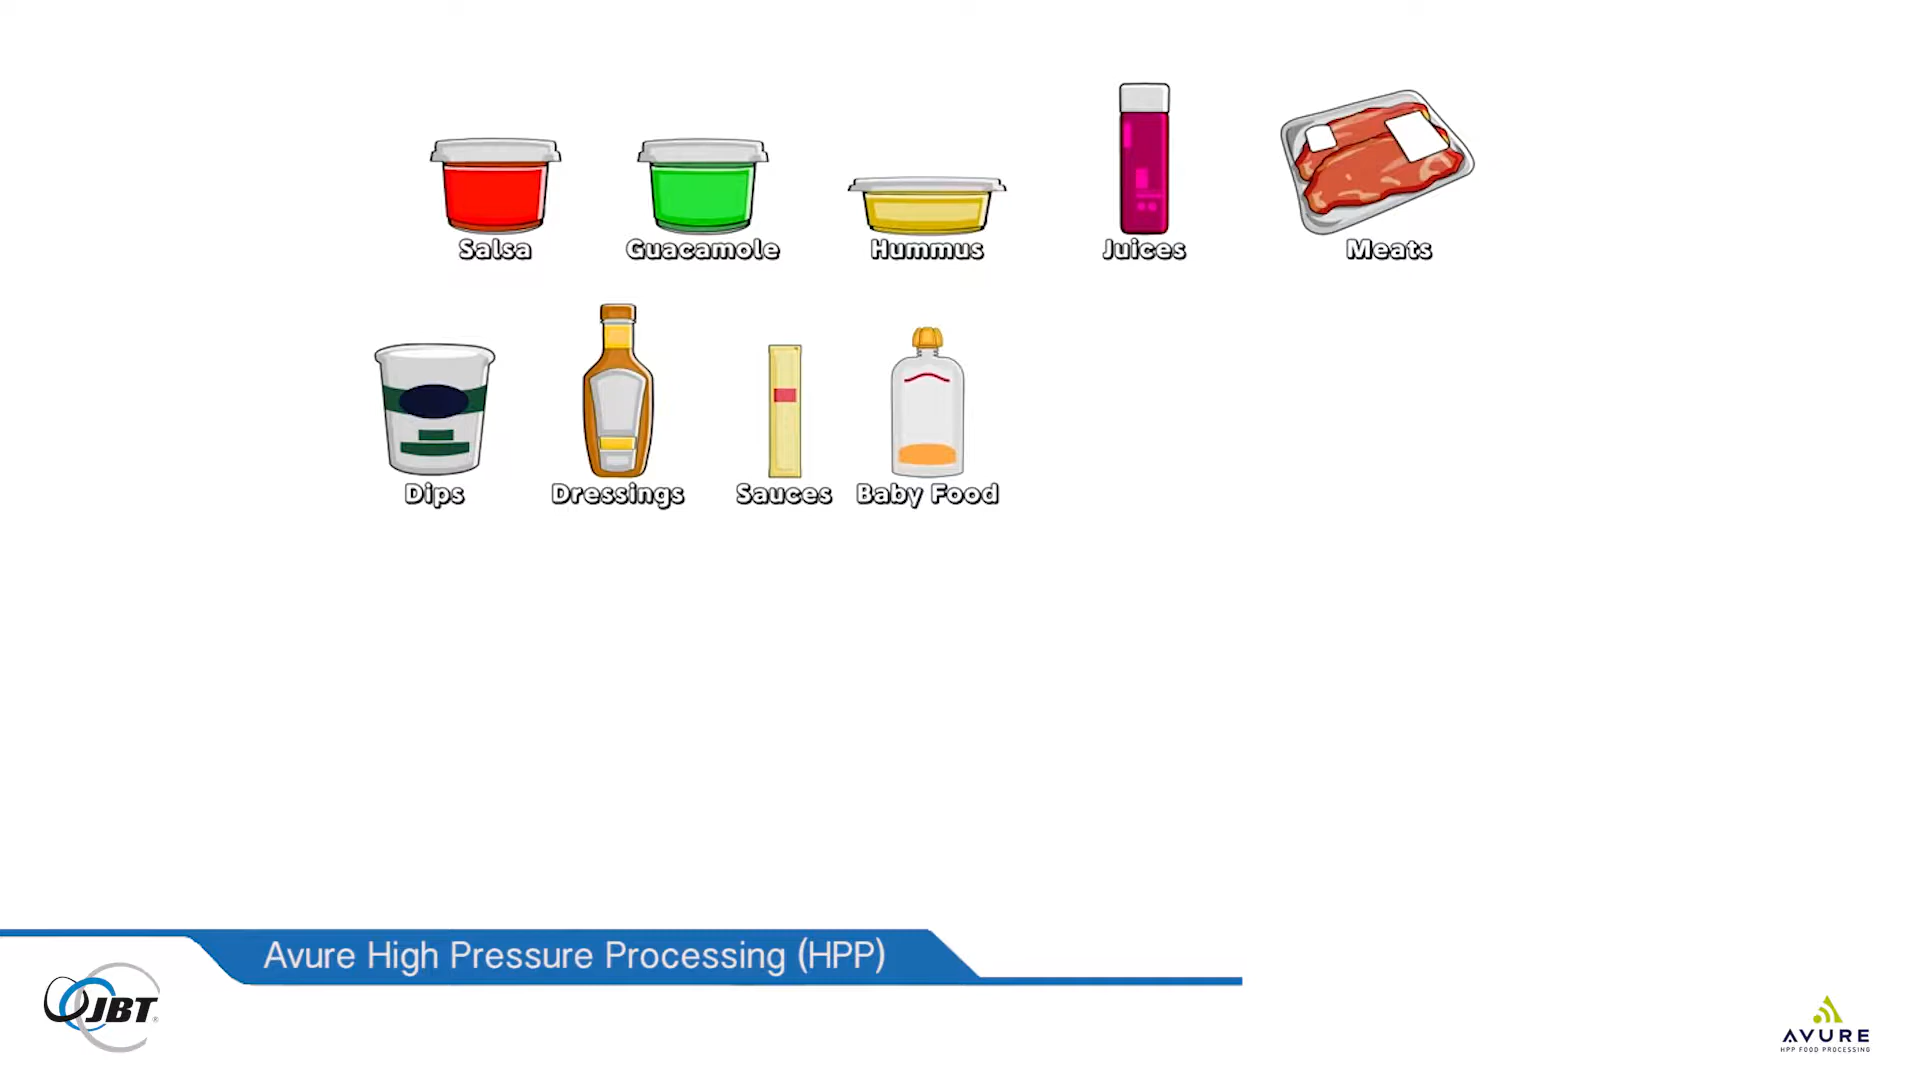 Salsa
Guacamole
Hummus
Juices
Meats
Dips
Dressings
Sauces
Baby Food
Avure High Pressure Processing (HPP)
JBT®
AVURE
HPP FOOD PROCESSING